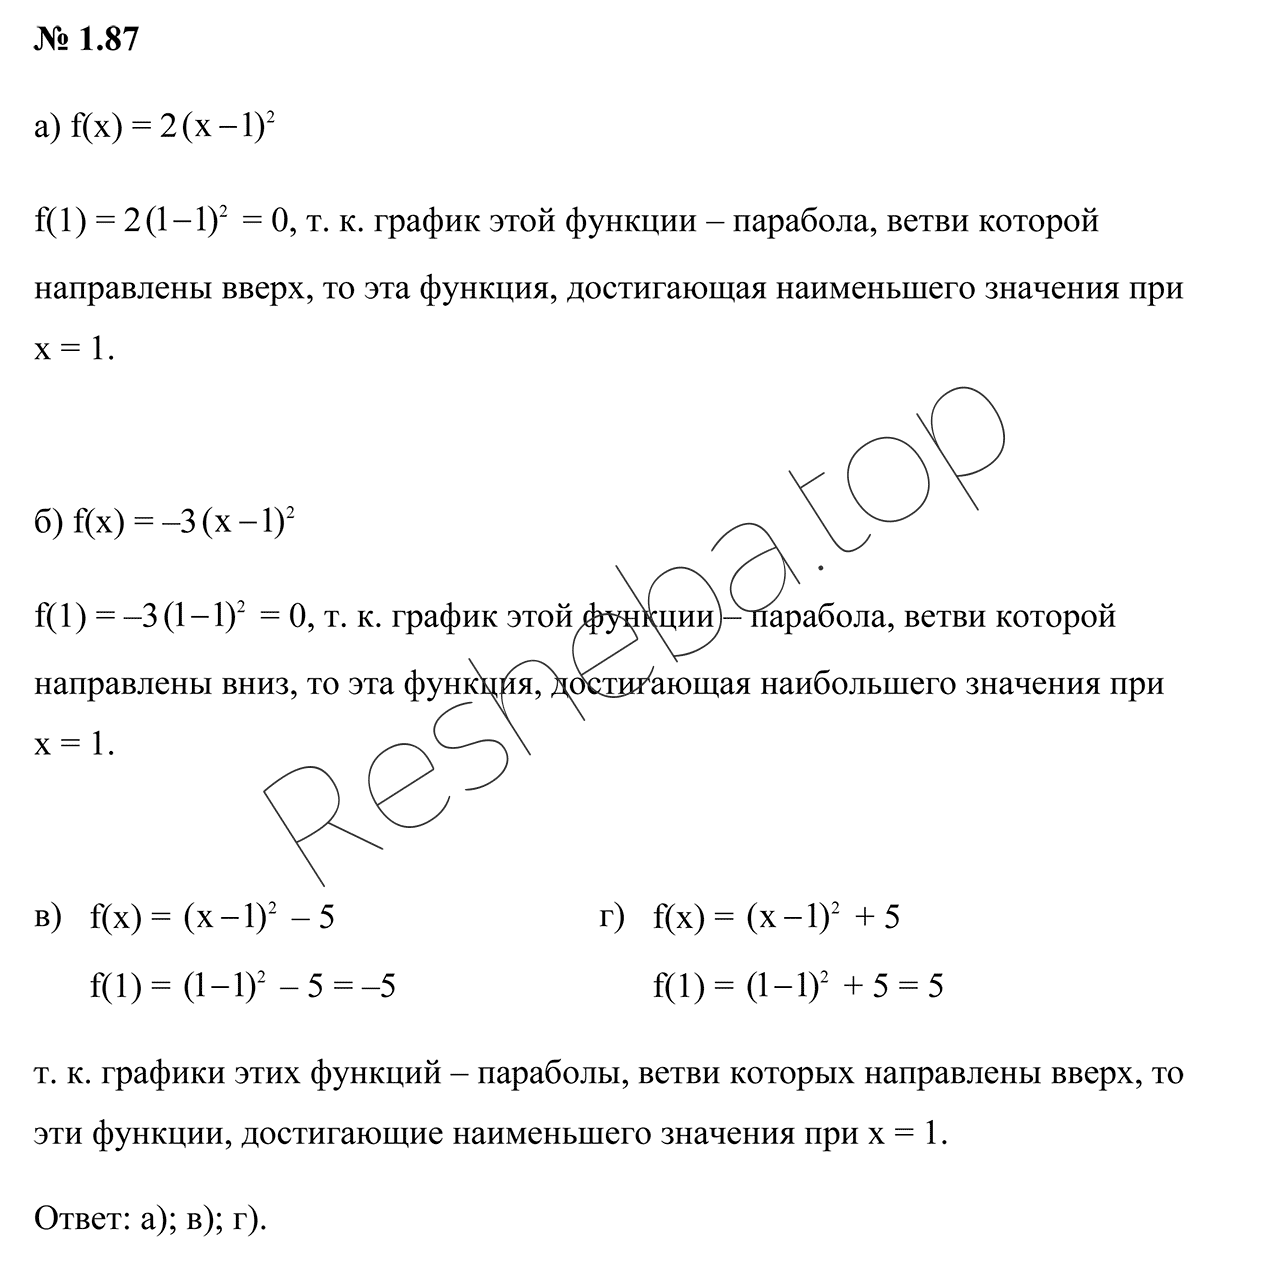 № 1.87
а) f(x) = 2(x−1)²
f(1) = 2(1−1)² = 0, т. к. график этой функции – парабола, ветви которой
направлены вверх, то эта функция, достигающая наименьшего значения при
x = 1.
б) f(x) = –3(x−1)²
f(1) = –3(1−1)² = 0, т. к. график этой функции – парабола, ветви которой
направлены вниз, то эта функция, достигающая наибольшего значения при
x = 1.
в) f(x) = (x−1)² – 5 г) f(x) = (x−1)² + 5
f(1) = (1−1)² – 5 = –5 f(1) = (1−1)² + 5 = 5
т. к. графики этих функций – параболы, ветви которых направлены вверх, то
эти функции, достигающие наименьшего значения при x = 1.
Ответ: а); в); г).
Resheba.top